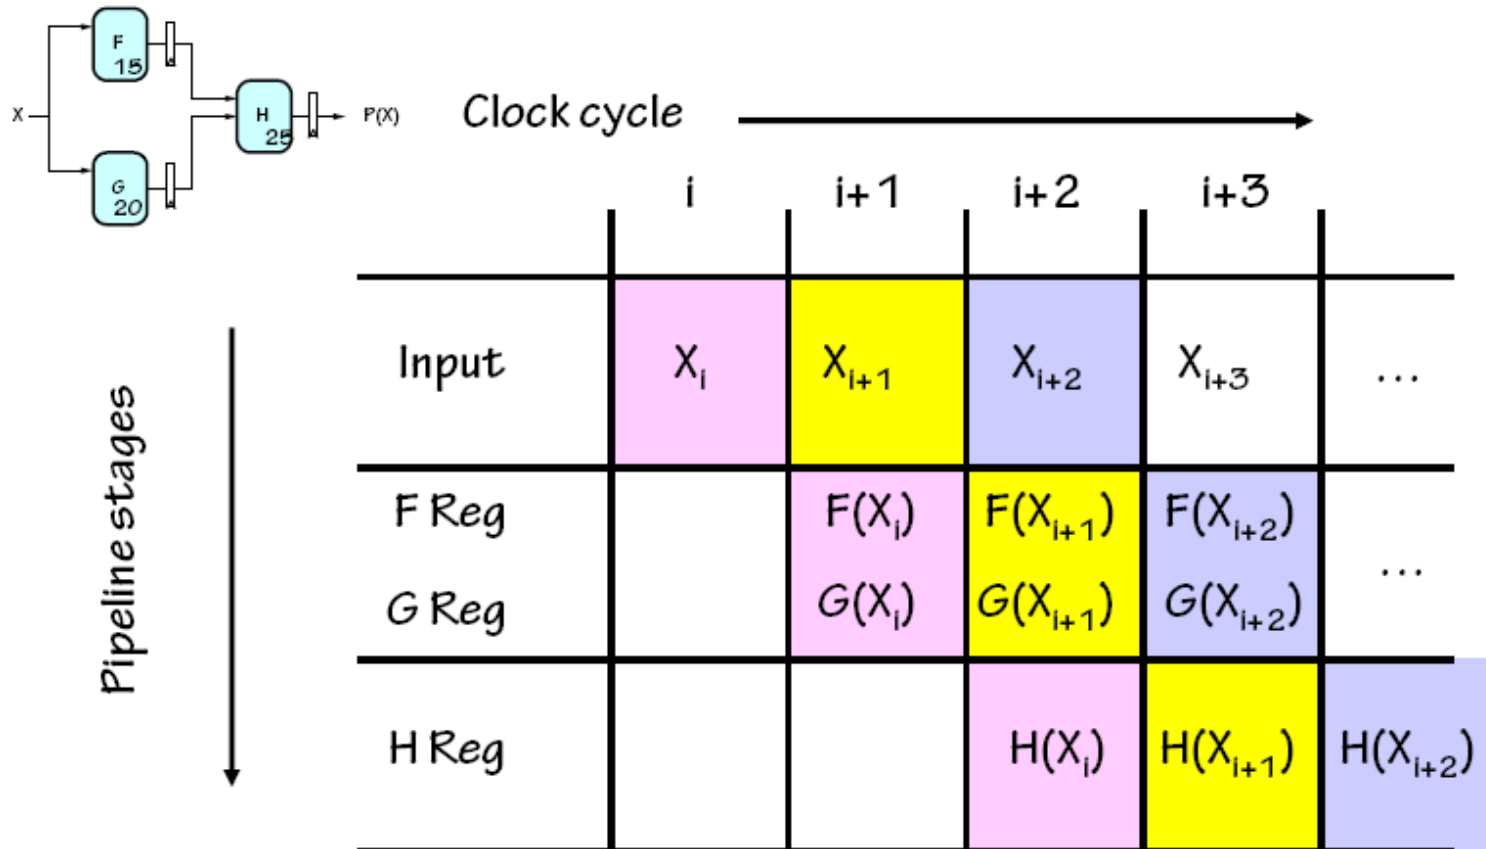 F
15
X
H
25
P(X)
G
20
Clock cycle
i i+1 i+2 i+3
Pipeline stages
Input Xᵢ Xᵢ₊₁ Xᵢ₊₂ Xᵢ₊₃ ...
F Reg F(Xᵢ) F(Xᵢ₊₁) F(Xᵢ₊₂)
...
G Reg G(Xᵢ) G(Xᵢ₊₁) G(Xᵢ₊₂)
H Reg H(Xᵢ) H(Xᵢ₊₁) H(Xᵢ₊₂)